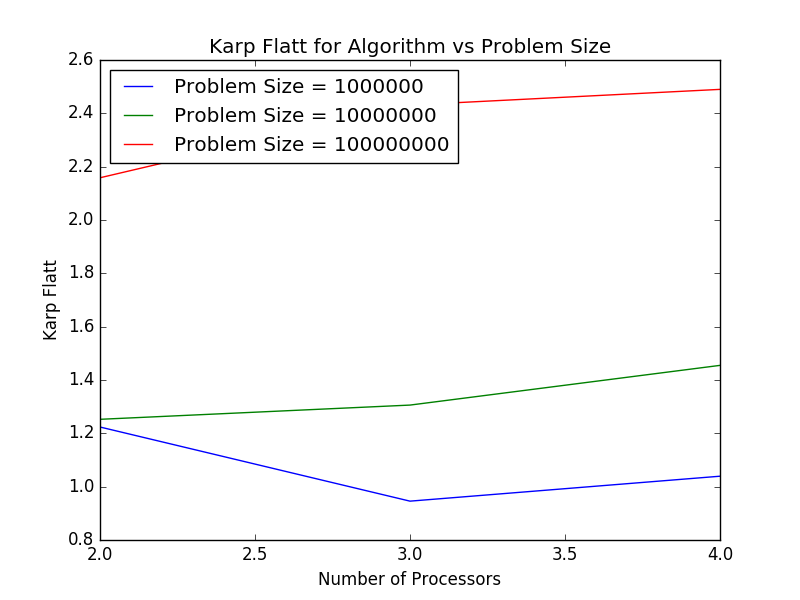 Karp Flatt for Algorithm vs Problem Size
2.6
2.4
2.2
2.0
1.8
1.6
1.4
1.2
1.0
0.8
Karp Flatt
Problem Size = 1000000
Problem Size = 10000000
Problem Size = 100000000
2.0 2.5 3.0 3.5 4.0
Number of Processors